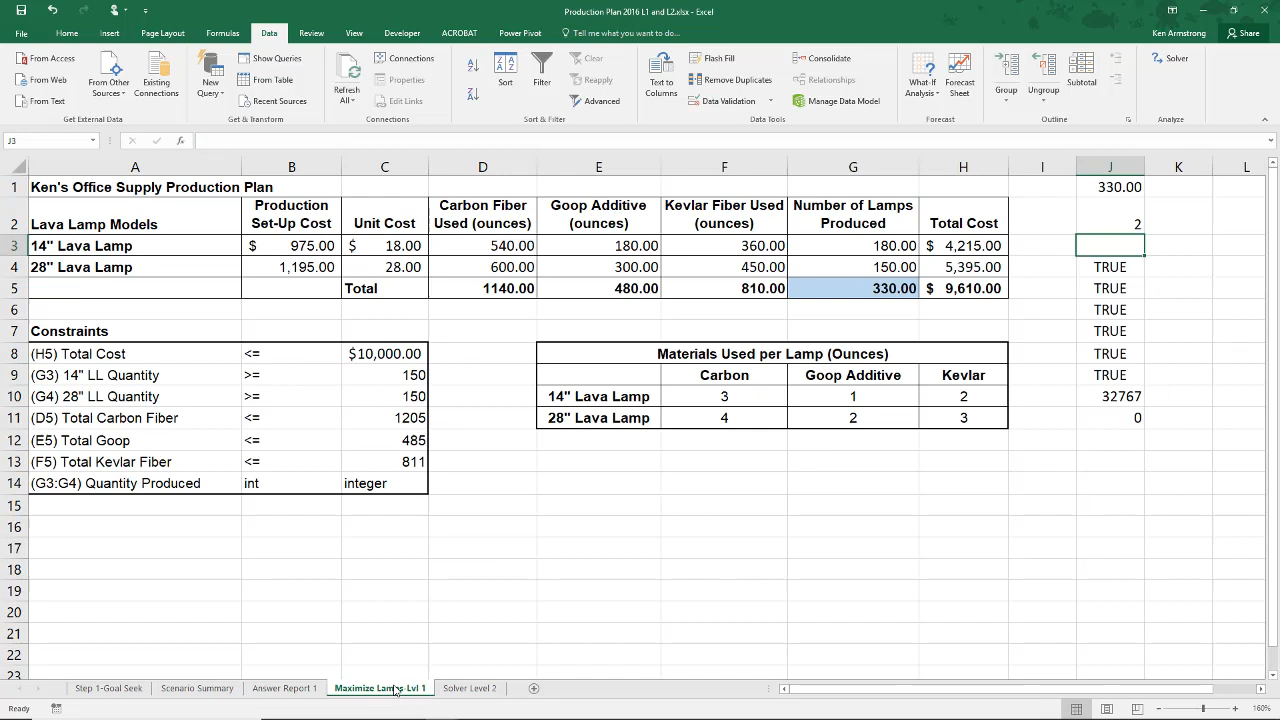 Production Plan 2016 L1 and L2.xlsx - Excel
File Home Insert Page Layout Formulas Data Review View Developer ACROBAT Power Pivot Tell me what you want to do... Ken Armstrong Share
From Access
From Web
From Text
From Other Sources
Existing Connections
Get External Data
New Query
Show Queries
From Table
Recent Sources
Get & Transform
Refresh All
Connections
Properties
Edit Links
Connections
Sort
Filter
Clear
Reapply
Advanced
Sort & Filter
Text to Columns
Flash Fill
Remove Duplicates
Data Validation
Consolidate
Relationships
Manage Data Model
Data Tools
What-If Analysis
Forecast Sheet
Forecast
Group
Ungroup
Subtotal
Outline
Solver
Analyze
J3 fx
A B C D E F G H I J K L
1 Ken's Office Supply Production Plan 330.00
Production Carbon Fiber Goop Additive Kevlar Fiber Used Number of Lamps
2 Lava Lamp Models Set-Up Cost Unit Cost Used (ounces) (ounces) (ounces) Produced Total Cost 2
3 14" Lava Lamp $ 975.00 $ 18.00 540.00 180.00 360.00 180.00 $ 4,215.00
4 28" Lava Lamp 1,195.00 28.00 600.00 300.00 450.00 150.00 5,395.00 TRUE
5 Total 1140.00 480.00 810.00 330.00 $ 9,610.00 TRUE
6 TRUE
7 Constraints TRUE
8 (H5) Total Cost <= $10,000.00 Materials Used per Lamp (Ounces) TRUE
9 (G3) 14" LL Quantity >= 150 Carbon Goop Additive Kevlar TRUE
10 (G4) 28" LL Quantity >= 150 14" Lava Lamp 3 1 2 32767
11 (D5) Total Carbon Fiber <= 1205 28" Lava Lamp 4 2 3 0
12 (E5) Total Goop <= 485
13 (F5) Total Kevlar Fiber <= 811
14 (G3:G4) Quantity Produced int integer
15
16
17
18
19
20
21
22
23
Step 1-Goal Seek Scenario Summary Answer Report 1 Maximize Lamps-Lvl 1 Solver Level 2
Ready 160%